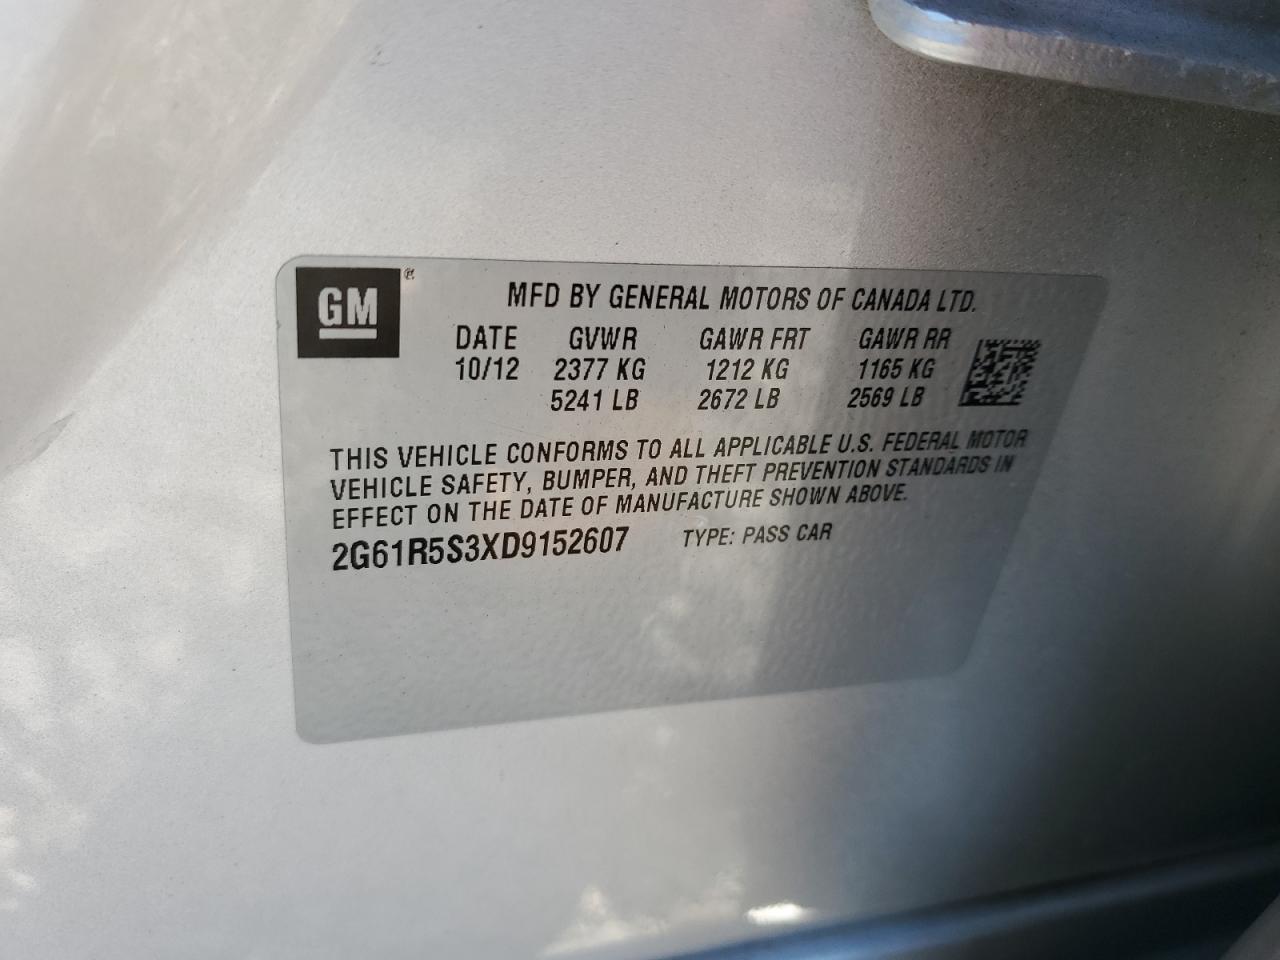 GM®
MFD BY GENERAL MOTORS OF CANADA LTD.
DATE GVWR GAWR FRT GAWR RR
10/12 2377 KG 1212 KG 1165 KG
5241 LB 2672 LB 2569 LB
THIS VEHICLE CONFORMS TO ALL APPLICABLE U.S. FEDERAL MOTOR
VEHICLE SAFETY, BUMPER, AND THEFT PREVENTION STANDARDS IN
EFFECT ON THE DATE OF MANUFACTURE SHOWN ABOVE.
2G61R5S3XD9152607 TYPE: PASS CAR